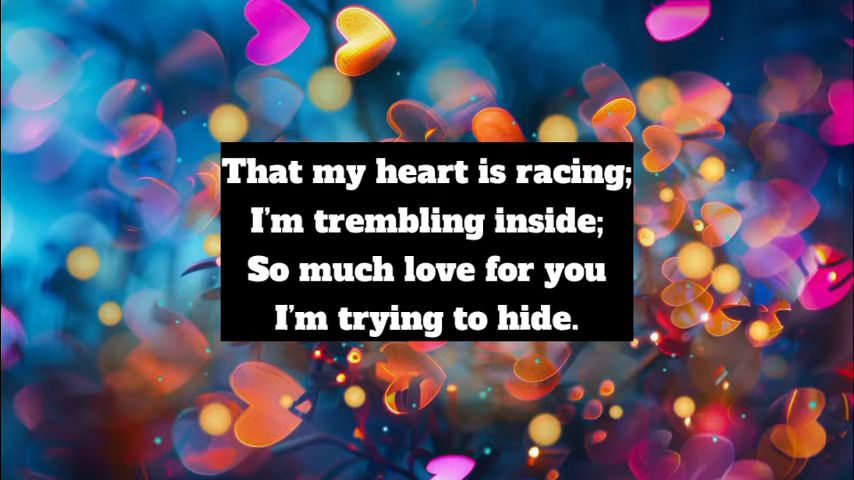 That my heart is racing;
I'm trembling inside;
So much love for you
I'm trying to hide.